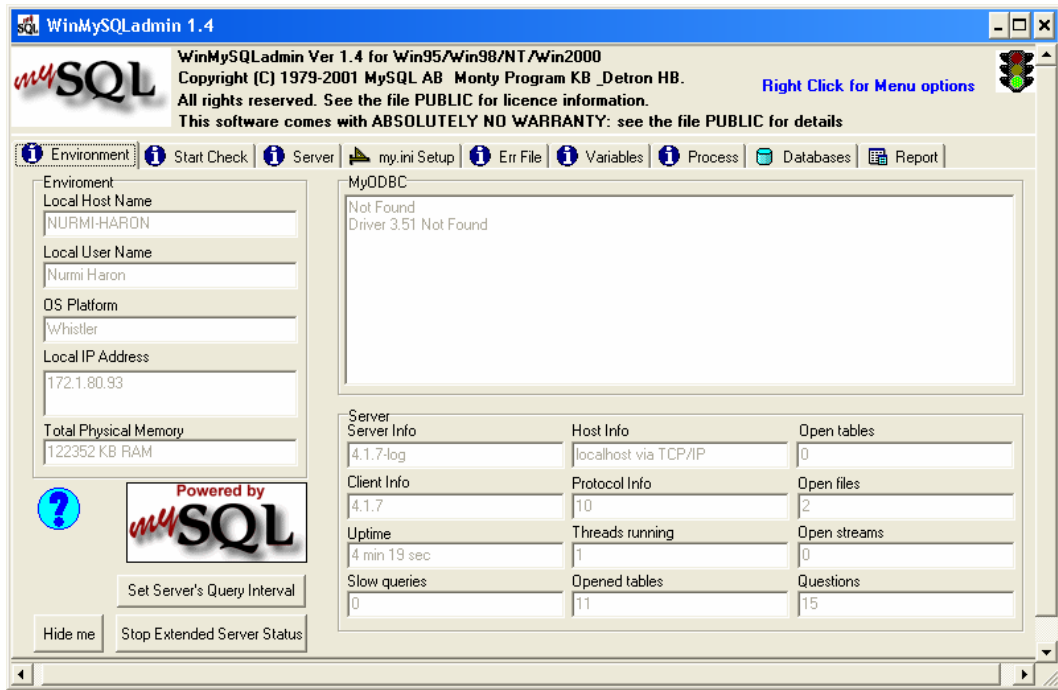 WinMySQLadmin 1.4
mySQL
WinMySQLadmin Ver 1.4 for Win95/Win98/NT/Win2000
Copyright (C) 1979-2001 MySQL AB  Monty Program KB _Detron HB.
All rights reserved. See the file PUBLIC for licence information.
This software comes with ABSOLUTELY NO WARRANTY: see the file PUBLIC for details
Right Click for Menu options
Environment Start Check Server my.ini Setup Err File Variables Process Databases Report
Enviroment
Local Host Name
NURMI-HARON
Local User Name
Nurmi Haron
OS Platform
Whistler
Local IP Address
172.1.80.93
Total Physical Memory
122352 KB RAM
?
Powered by
mySQL
Set Server's Query Interval
Hide me
Stop Extended Server Status
MyODBC
Not Found
Driver 3.51 Not Found
Server
Server Info Host Info Open tables
4.1.7-log localhost via TCP/IP 0
Client Info Protocol Info Open files
4.1.7 10 2
Uptime Threads running Open streams
4 min 19 sec 1 0
Slow queries Opened tables Questions
0 11 15